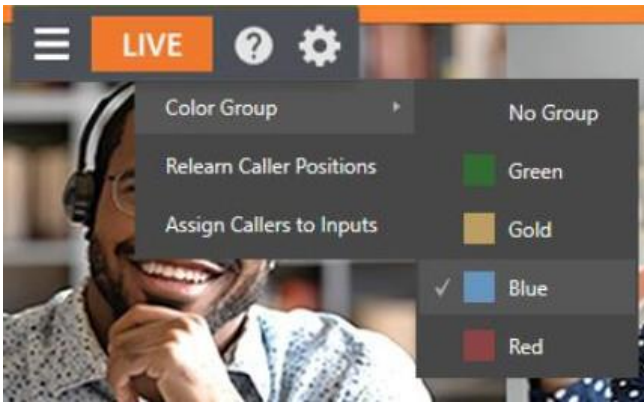 LIVE
Color Group
Relearn Caller Positions
Assign Callers to Inputs
No Group
Green
Gold
Blue
Red